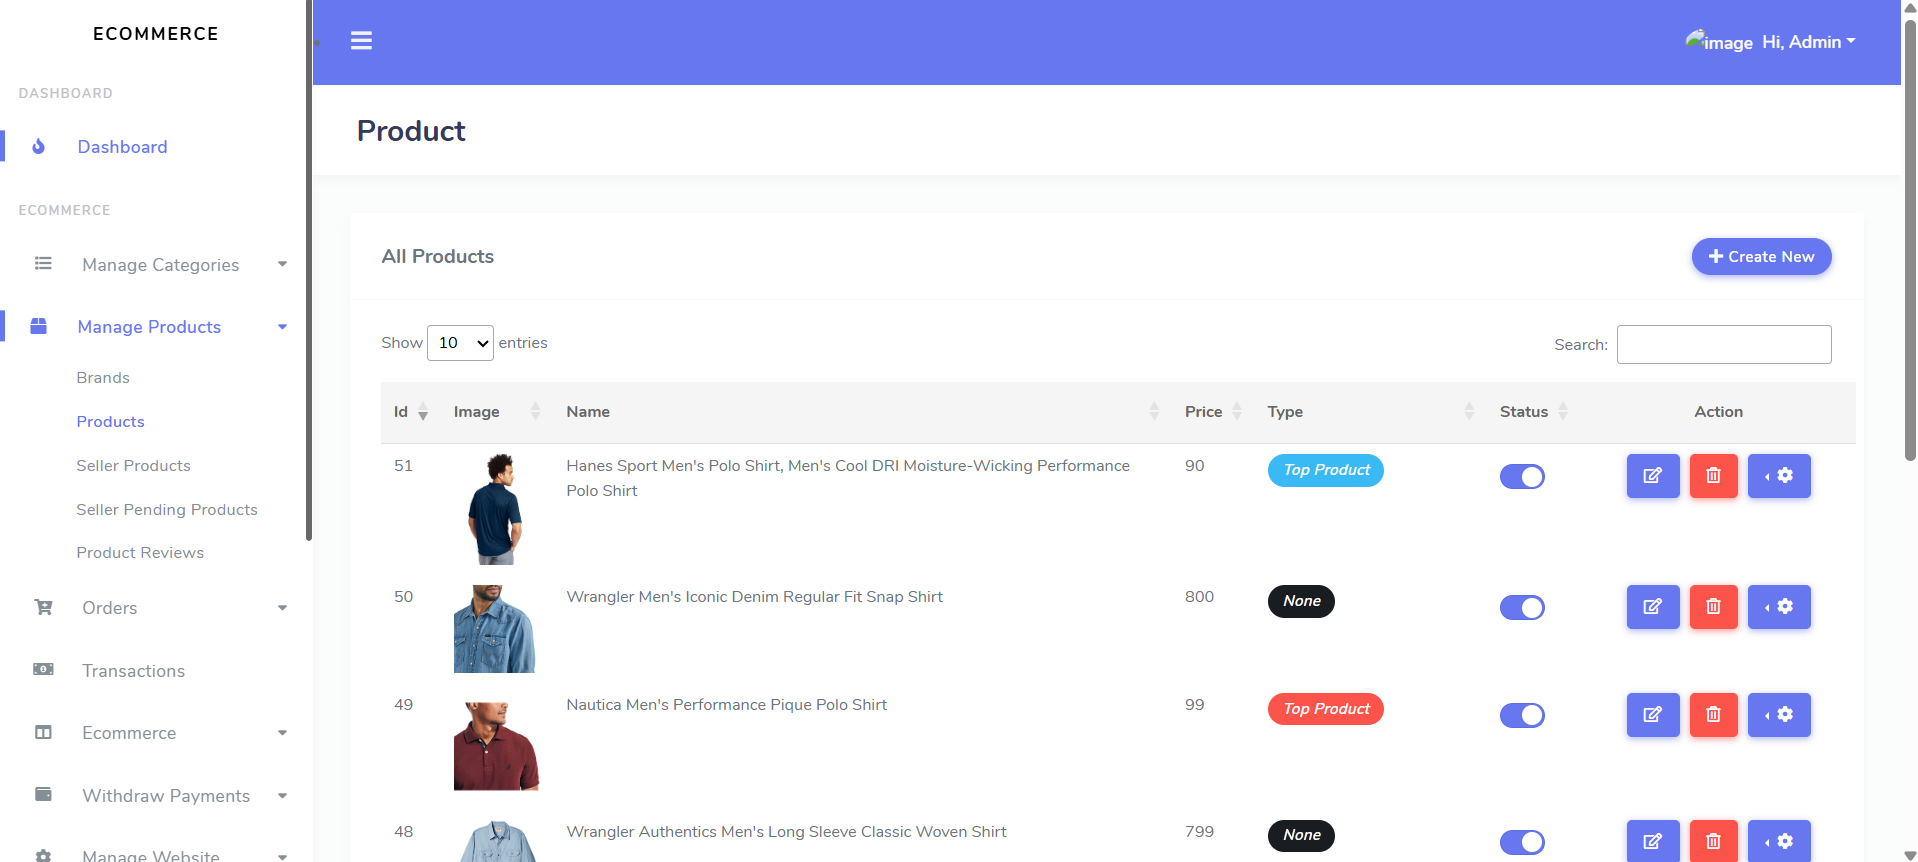 ECOMMERCE
DASHBOARD
Dashboard
ECOMMERCE
Manage Categories
Manage Products
Brands
Products
Seller Products
Seller Pending Products
Product Reviews
Orders
Transactions
Ecommerce
Withdraw Payments
Manage Website
image Hi, Admin
Product
All Products
Create New
Show 10 entries
Search:
Id Image Name Price Type Status Action
51 Hanes Sport Men's Polo Shirt, Men's Cool DRI Moisture-Wicking Performance 90 Top Product
Polo Shirt
50 Wrangler Men's Iconic Denim Regular Fit Snap Shirt 800 None
49 Nautica Men's Performance Pique Polo Shirt 99 Top Product
48 Wrangler Authentics Men's Long Sleeve Classic Woven Shirt 799 None